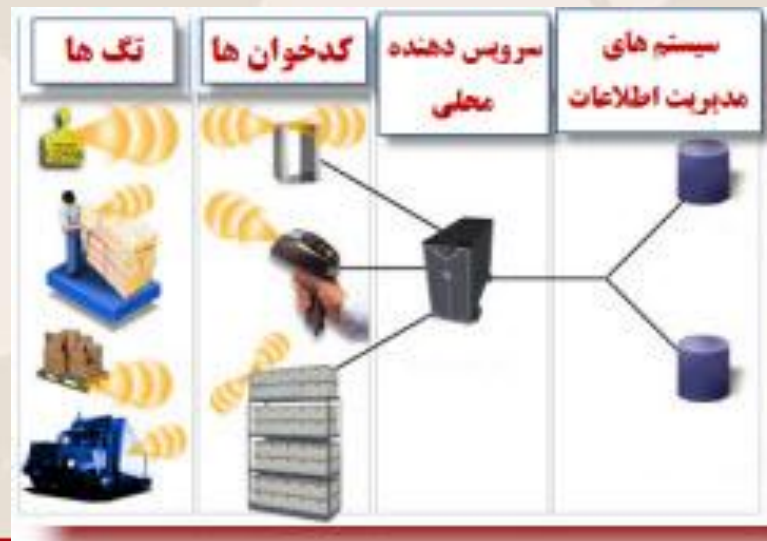 تگ ها
کدخوان ها
سرویس دهنده
محلی
سیستم های
مدیریت اطلاعات